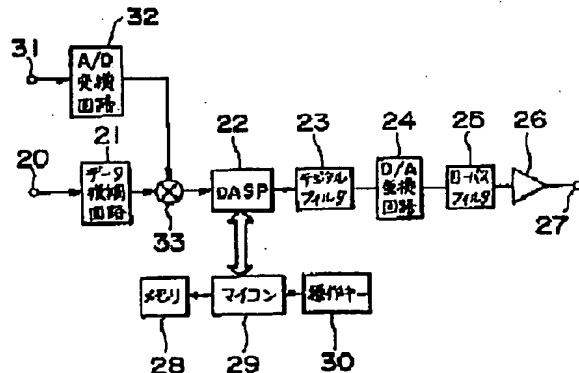 32
31
A/D
変換
回路
21
20
データ
復調
回路
33
22
DASP
23
デジタル
フィルタ
24
D/A
変換
回路
25
ローパス
フィルタ
26
27
メモリ
28
マイコン
29
操作キー
30